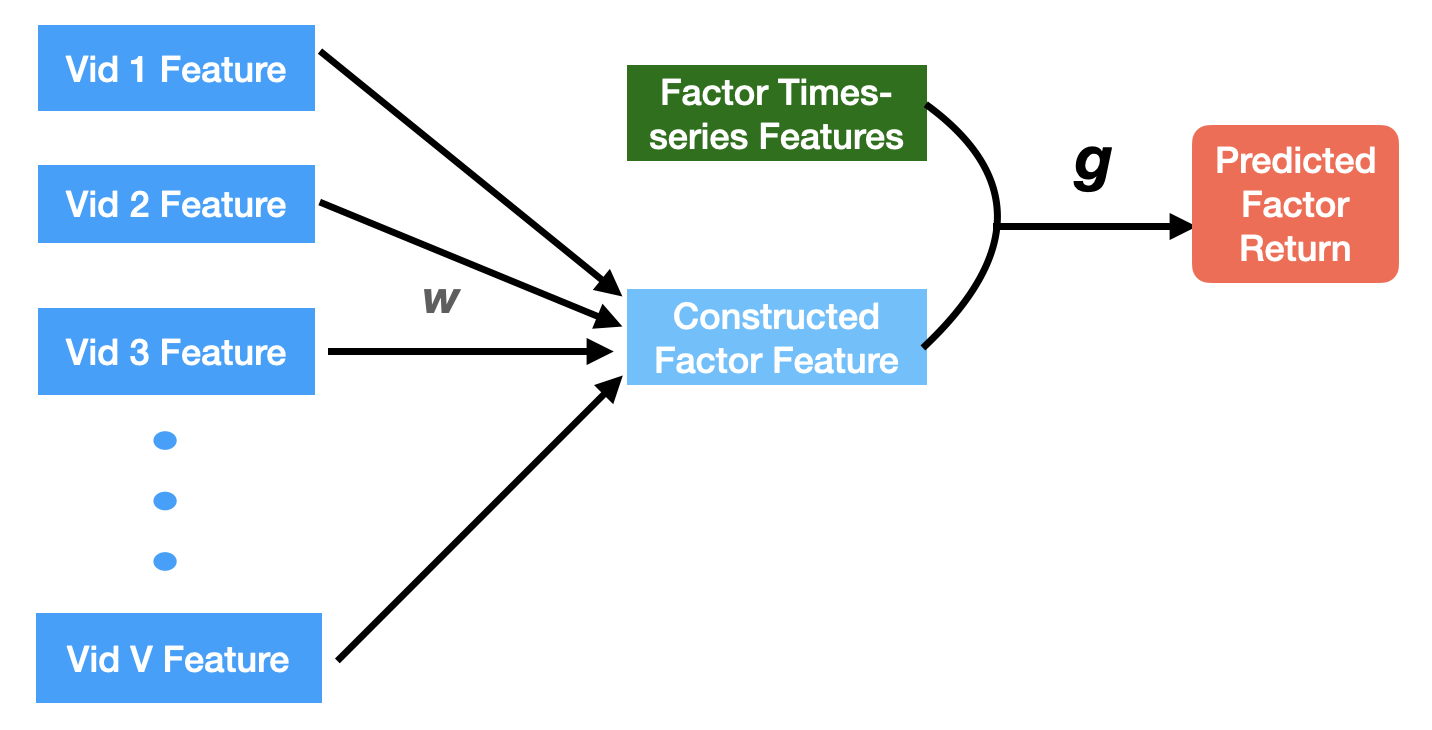 Vid 1 Feature
Vid 2 Feature
Vid 3 Feature
Vid V Feature
w
Factor Times-
series Features
Constructed
Factor Feature
g
Predicted
Factor
Return